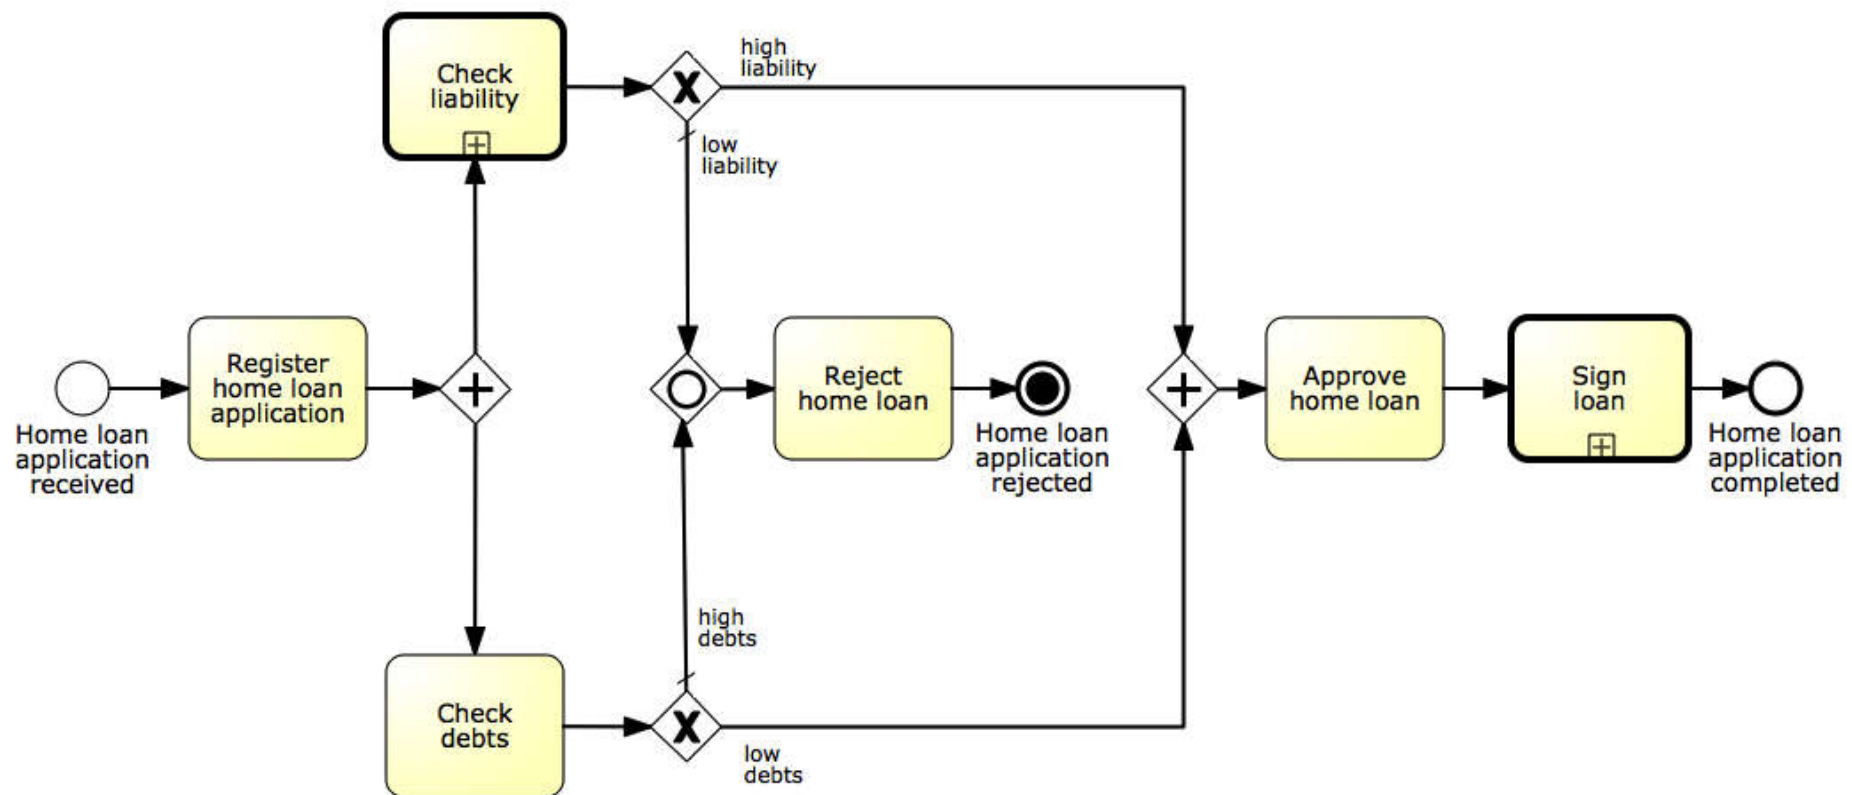 Check
liability
high
liability
low
liability
Home loan
application
received
Register
home loan
application
Reject
home loan
Home loan
application
rejected
Approve
home loan
Sign
loan
Home loan
application
completed
high
debts
Check
debts
low
debts